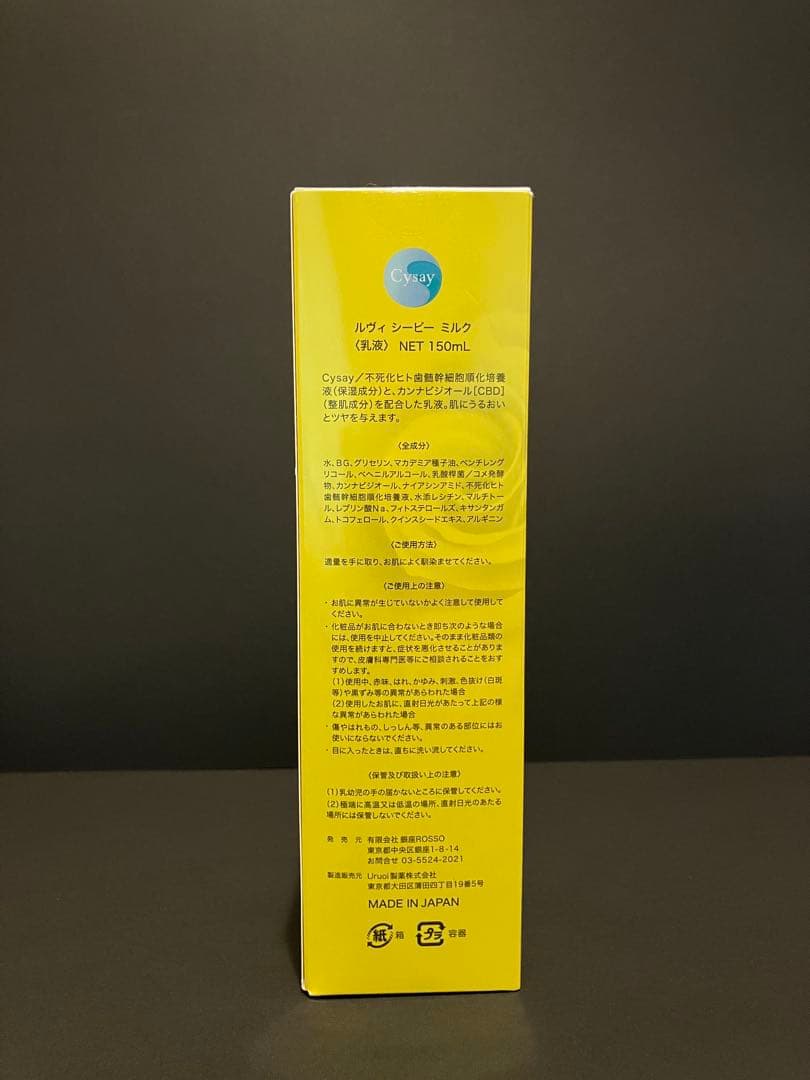 Cysay
ルヴィ シービー ミルク
〈乳液〉 NET 150mL
Cysay／不死化ヒト歯髄幹細胞順化培養
液(保湿成分)と、カンナビジオール[CBD]
(整肌成分)を配合した乳液。肌にうるおい
とツヤを与えます。
〈全成分〉
水、BG、グリセリン、マカデミア種子油、ペンチレング
リコール、ベヘニルアルコール、乳酸桿菌／コメ発酵
物、カンナビジオール、ナイアシンアミド、不死化ヒト
歯髄幹細胞順化培養液、水添レシチン、マルチトー
ル、レブリン酸Na、フィトステロールズ、キサンタンガ
ム、トコフェロール、クインスシードエキス、アルギニン
〈ご使用方法〉
適量を手に取り、お肌によく馴染ませてください。
〈ご使用上の注意〉
・お肌に異常が生じていないかよく注意して使用して
ください。
・化粧品がお肌に合わないとき即ち次のような場合
には、使用を中止してください。そのまま化粧品類の
使用を続けますと、症状を悪化させることがあり
ますので、皮膚科専門医等にご相談されることをおす
すめします。
(1)使用中、赤味、はれ、かゆみ、刺激、色抜け(白斑
等)や黒ずみ等の異常があらわれた場合
(2)使用したお肌に、直射日光があたって上記の様
な異常があらわれた場合
・傷やはれもの、しっしん等、異常のある部位にはお
使いにならないでください。
・目に入ったときは、直ちに洗い流してください。
〈保管及び取扱い上の注意〉
(1)乳幼児の手の届かないところに保管してください。
(2)極端に高温又は低温の場所、直射日光のあたる
場所には保管しないでください。
発売元 有限会社 銀座ROSSO
東京都中央区銀座1-8-14
お問合せ 03-5524-2021
製造販売元 Uruoi製薬株式会社
東京都大田区蒲田四丁目19番5号
MADE IN JAPAN
紙 箱 プラ 容器